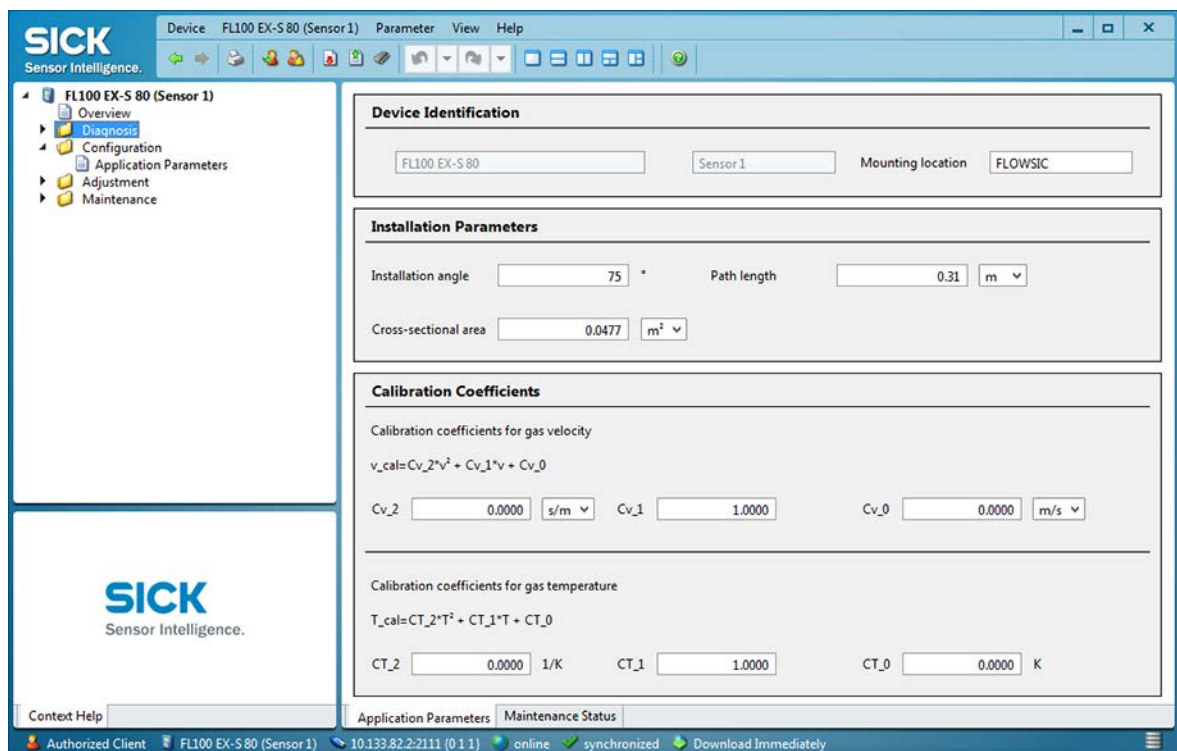 SICK
Sensor Intelligence.
Device FL100 EX-S 80 (Sensor 1) Parameter View Help
FL100 EX-S 80 (Sensor 1)
Overview
Diagnosis
Configuration
Application Parameters
Adjustment
Maintenance
SICK
Sensor Intelligence.
Context Help
Device Identification
FL100 EX-S 80 Sensor 1 Mounting location FLOWSIC
Installation Parameters
Installation angle 75 ° Path length 0.31 m
Cross-sectional area 0.0477 m²
Calibration Coefficients
Calibration coefficients for gas velocity
v_cal=Cv_2*v² + Cv_1*v + Cv_0
Cv_2 0.0000 s/m Cv_1 1.0000 Cv_0 0.0000 m/s
Calibration coefficients for gas temperature
T_cal=CT_2*T² + CT_1*T + CT_0
CT_2 0.0000 1/K CT_1 1.0000 CT_0 0.0000 K
Application Parameters Maintenance Status
Authorized Client FL100 EX-S 80 (Sensor 1) 10.133.82.2:2111 {0 1 1} online synchronized Download Immediately